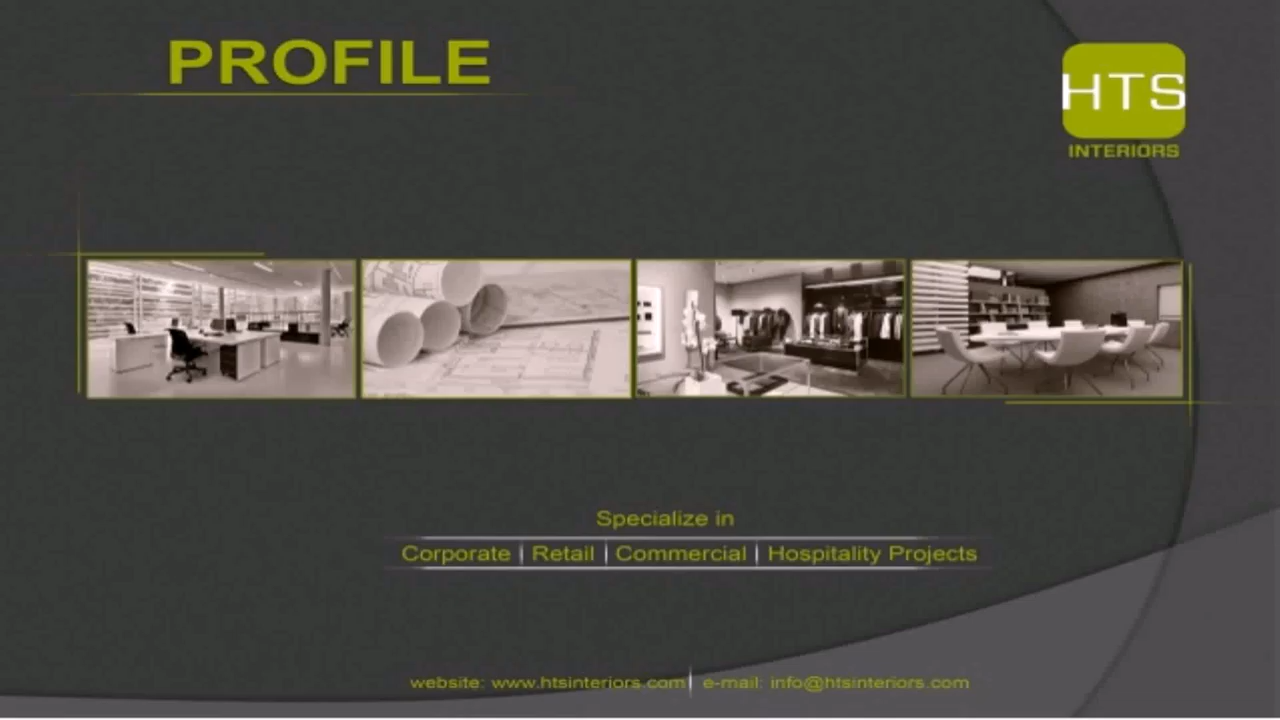 PROFILE
HTS
INTERIORS
Specialize in
Corporate | Retail | Commercial | Hospitality Projects
website: www.htsinteriors.com | e-mail: info@htsinteriors.com